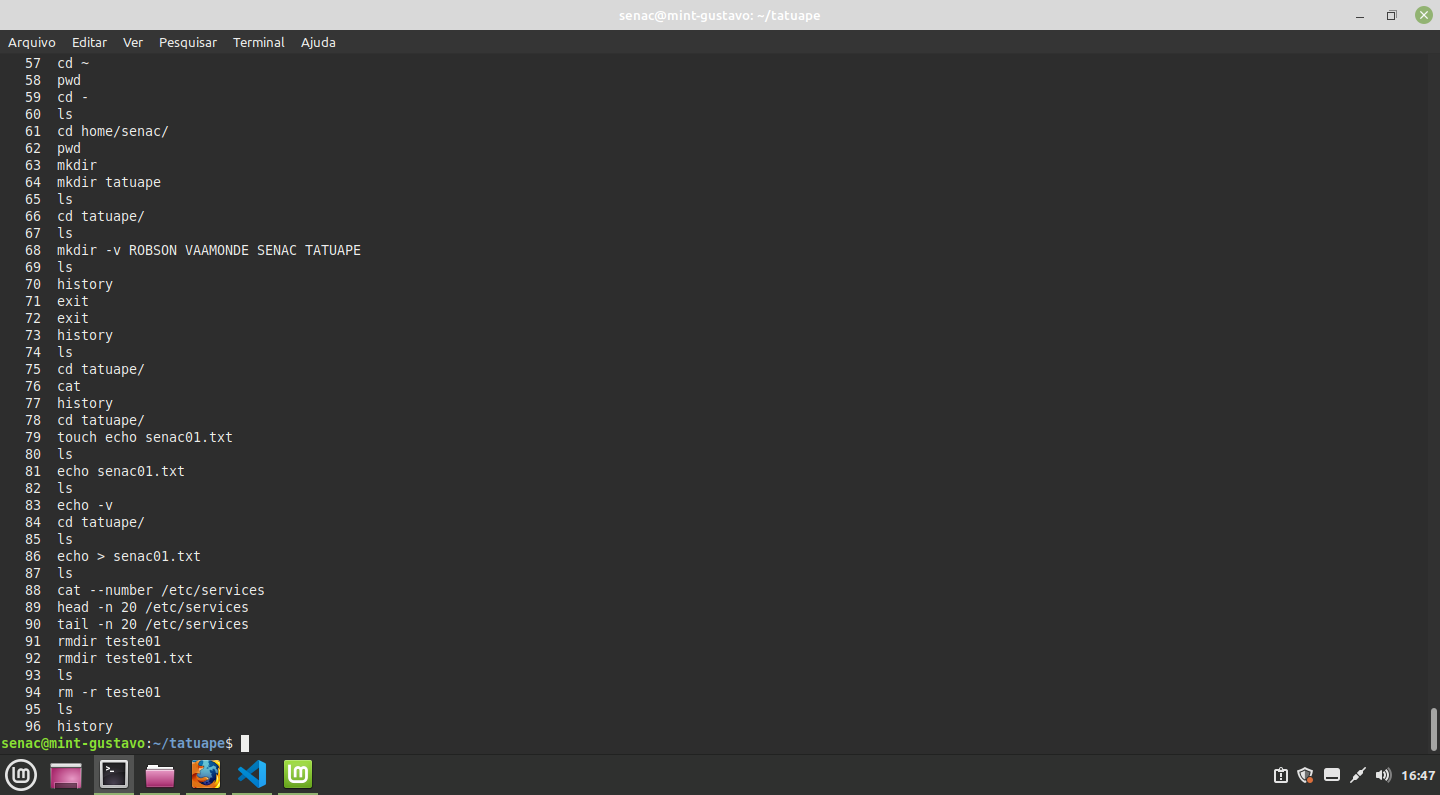 senac@mint-gustavo: ~/tatuape
Arquivo Editar Ver Pesquisar Terminal Ajuda
57 cd ~
58 pwd
59 cd -
60 ls
61 cd home/senac/
62 pwd
63 mkdir
64 mkdir tatuape
65 ls
66 cd tatuape/
67 ls
68 mkdir -v ROBSON VAAMONDE SENAC TATUAPE
69 ls
70 history
71 exit
72 exit
73 history
74 ls
75 cd tatuape/
76 cat
77 history
78 cd tatuape/
79 touch echo senac01.txt
80 ls
81 echo senac01.txt
82 ls
83 echo -v
84 cd tatuape/
85 ls
86 echo > senac01.txt
87 ls
88 cat --number /etc/services
89 head -n 20 /etc/services
90 tail -n 20 /etc/services
91 rmdir teste01
92 rmdir teste01.txt
93 ls
94 rm -r teste01
95 ls
96 history
senac@mint-gustavo:~/tatuape$
16:47